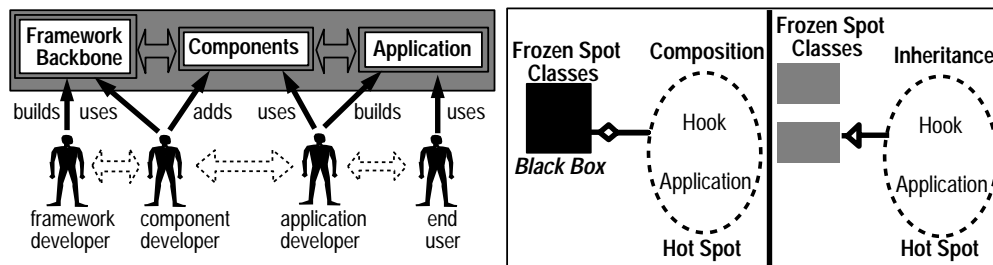 Framework
Backbone
Components
Application
builds
uses
adds
uses
builds
uses
framework
developer
component
developer
application
developer
end
user
Frozen Spot
Classes
Composition
Hook
Application
Black Box
Hot Spot
Frozen Spot
Classes
Inheritance
Hook
Application
Hot Spot